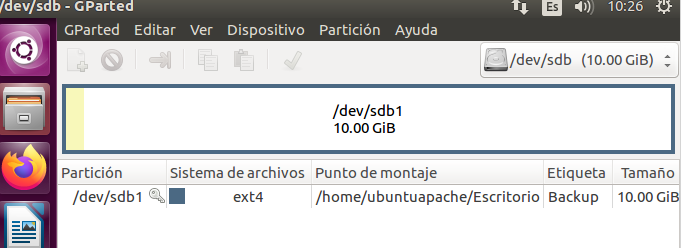 /dev/sdb - GParted
Es
10:26
GParted Editar Ver Dispositivo Partición Ayuda
/dev/sdb (10.00 GiB)
/dev/sdb1
10.00 GiB
Partición Sistema de archivos Punto de montaje Etiqueta Tamaño
/dev/sdb1 ext4 /home/ubuntuapache/Escritorio Backup 10.00 GiB